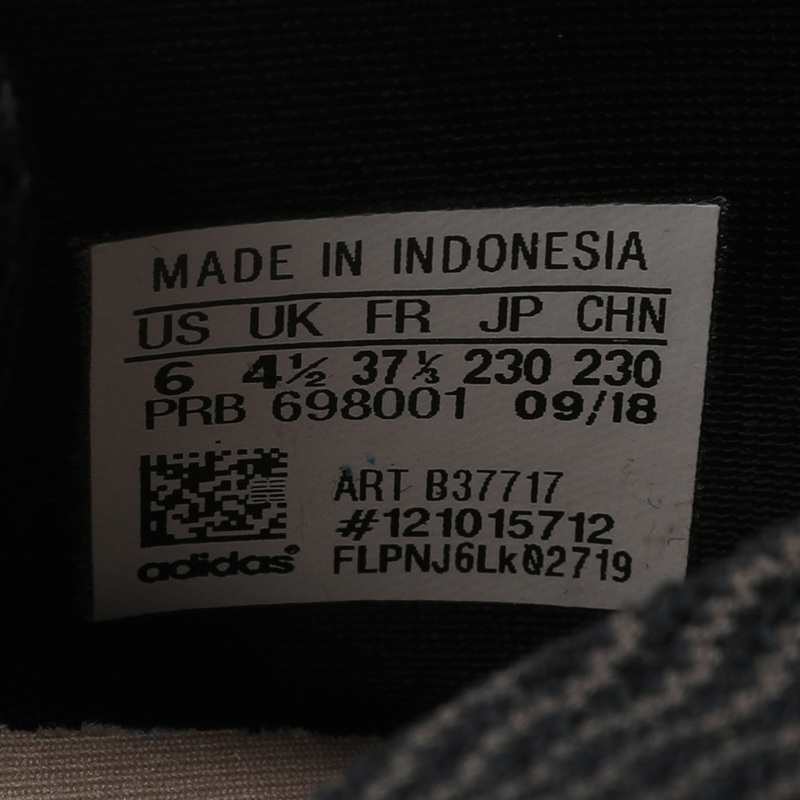 MADE IN INDONESIA
US UK FR JP CHN
6 4½ 37⅓ 230 230
PRB 698001 09/18
ART B37717
#121015712
adidas®
FLPNJ6Lk02719